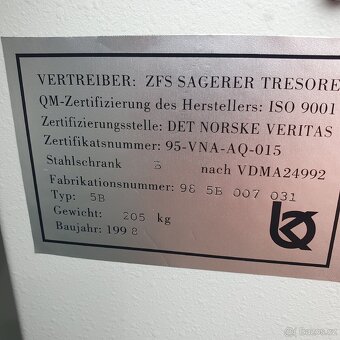 VERTREIBER: ZFS SAGERER TRESORE
QM-Zertifizierung des Herstellers: ISO 9001
Zertifizierungsstelle: DET NORSKE VERITAS
Zertifikatsnummer: 95-VNA-AQ-015
Stahlschrank B nach VDMA24992
Fabrikationsnummer: 98 5B 007 031
Typ: 5B
Gewicht: 205 kg
Baujahr: 1998